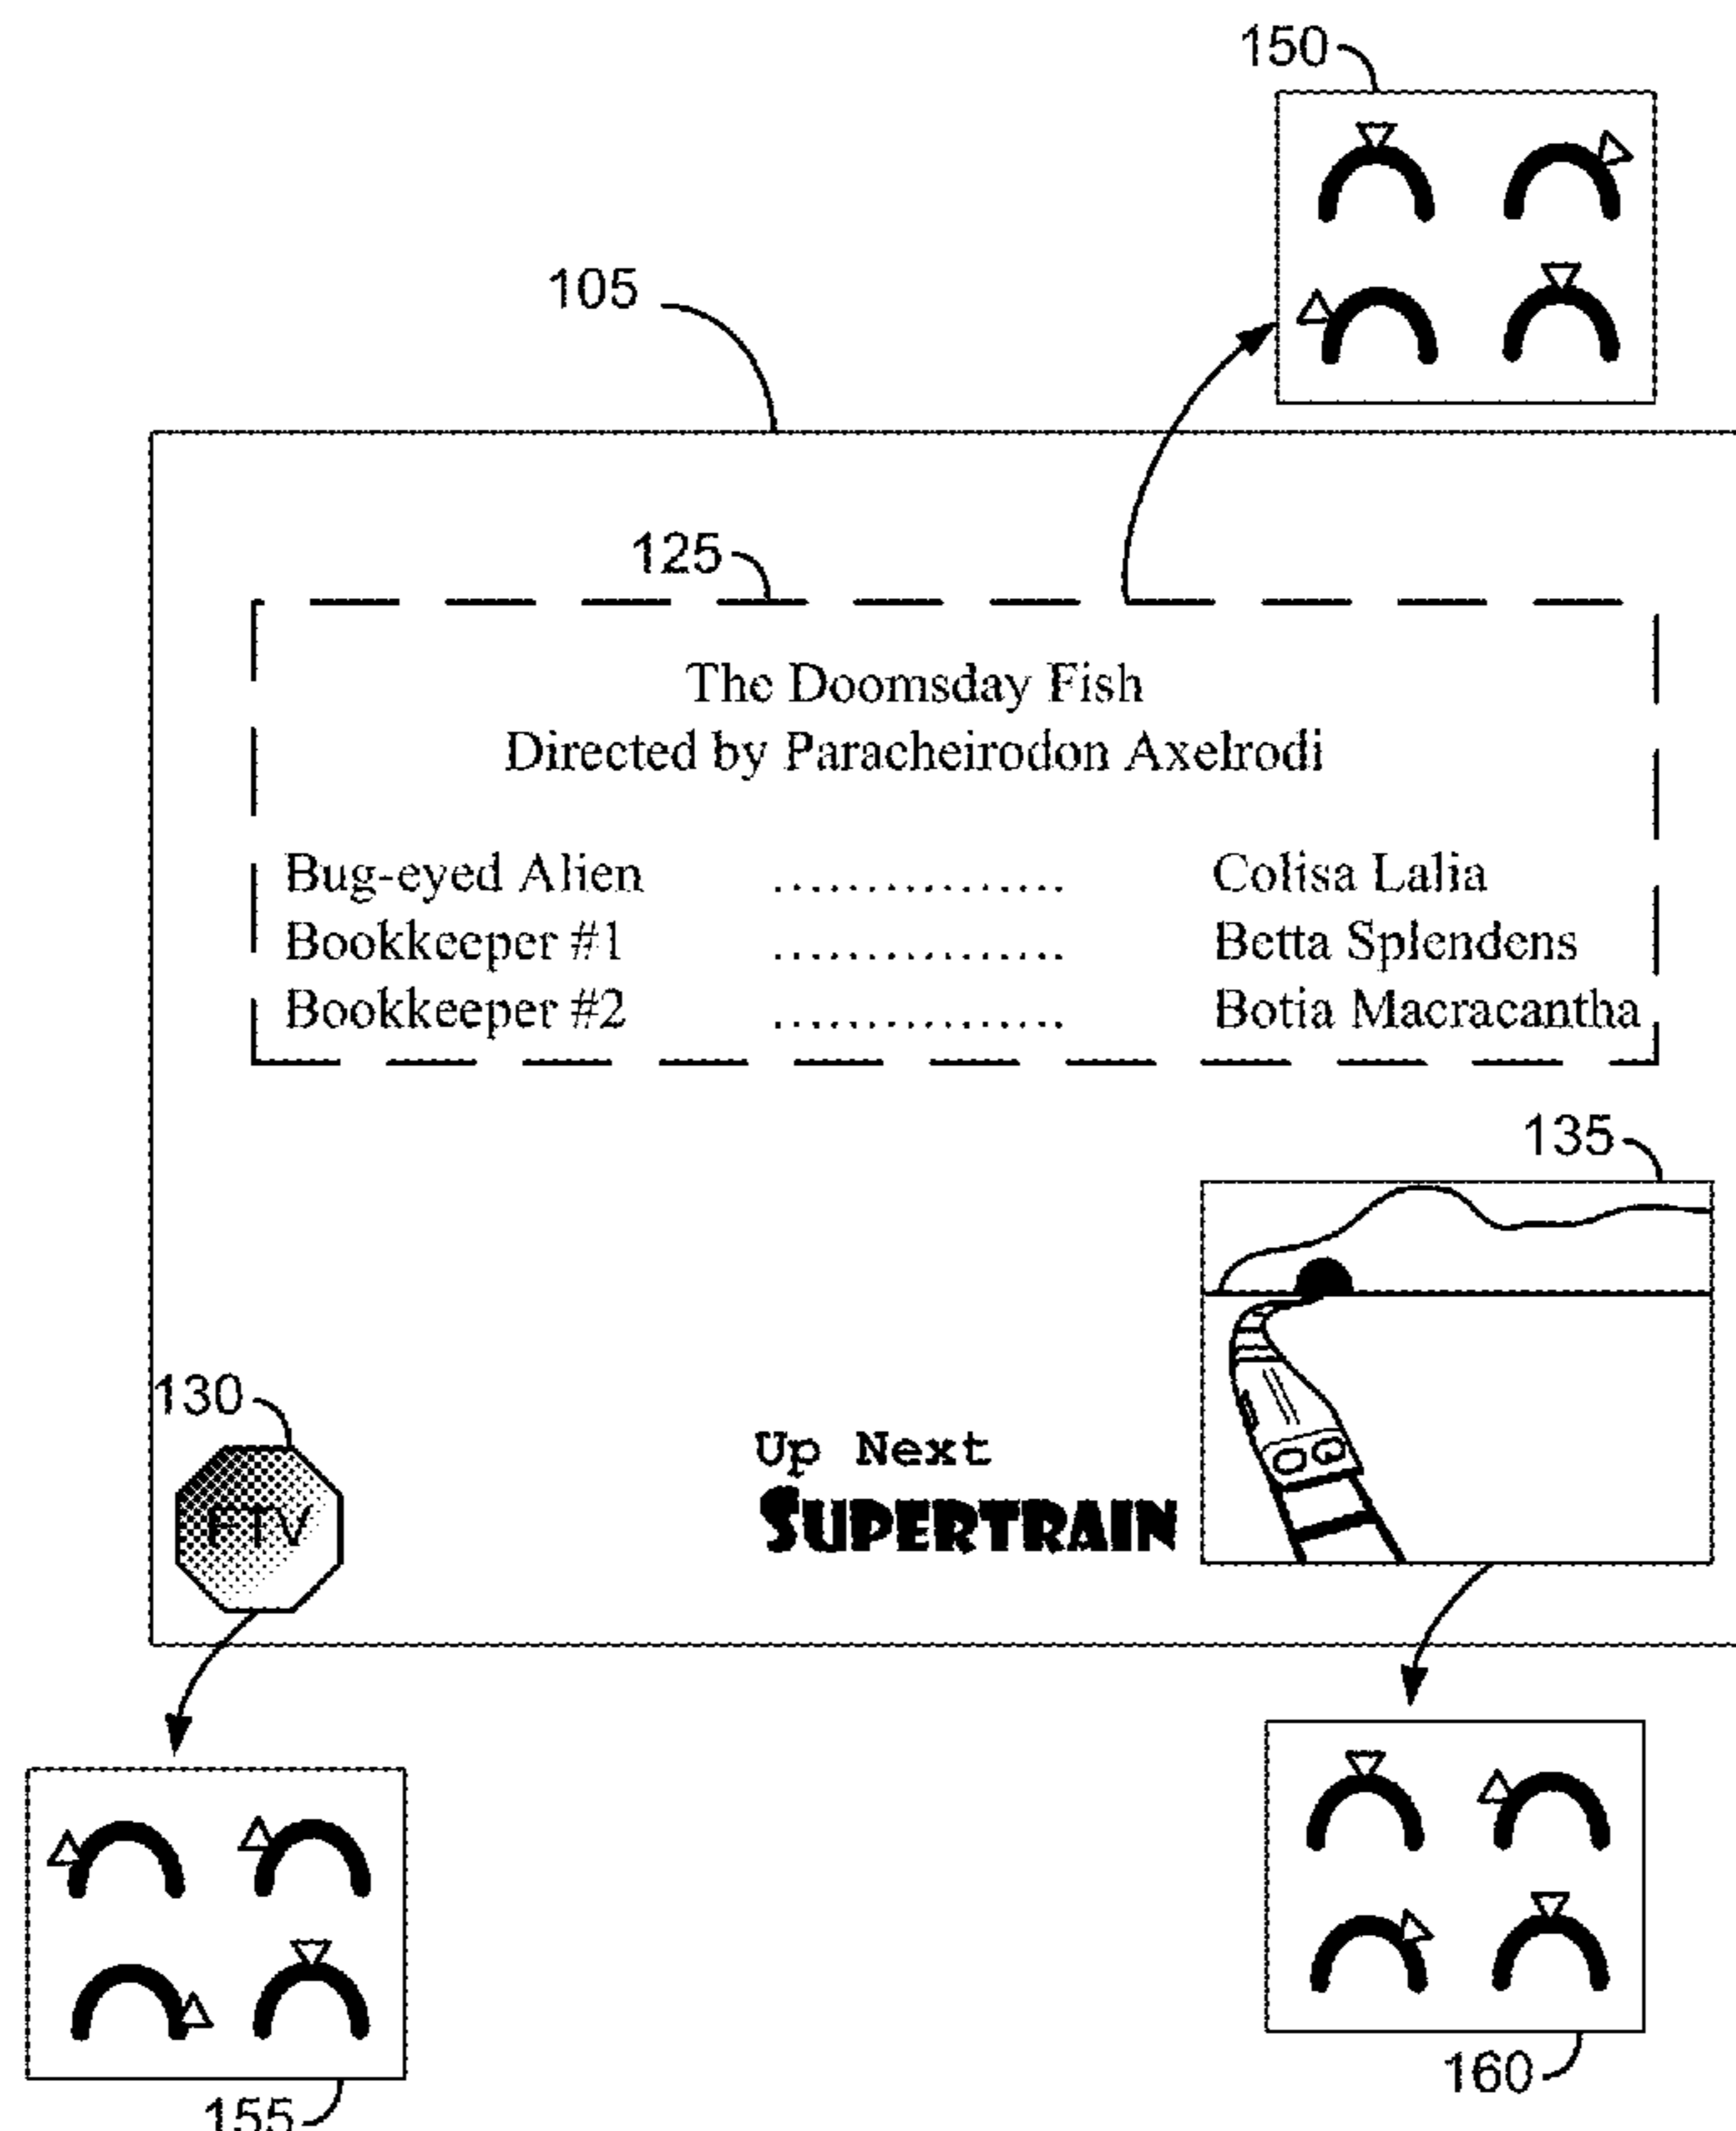 150
105
125
The Doomsday Fish
Directed by Paracheirodon Axelrodi
Bug-eyed Alien ................ Colisa Lalia
Bookkeeper #1 ................ Betta Splendens
Bookkeeper #2 ................ Botia Macracantha
135
130
Up Next
SUPERTRAIN
FTV
160
155